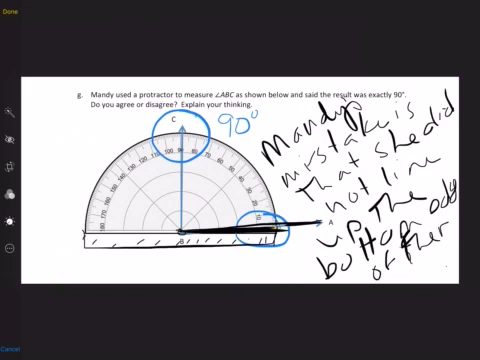 Done
g. Mandy used a protractor to measure ∠ABC as shown below and said the result was exactly 90°.
Do you agree or disagree? Explain your thinking.
C
90°
A
B
Mandy's
mistake is
that she did
not line
up the
bottom
of her
Cancel